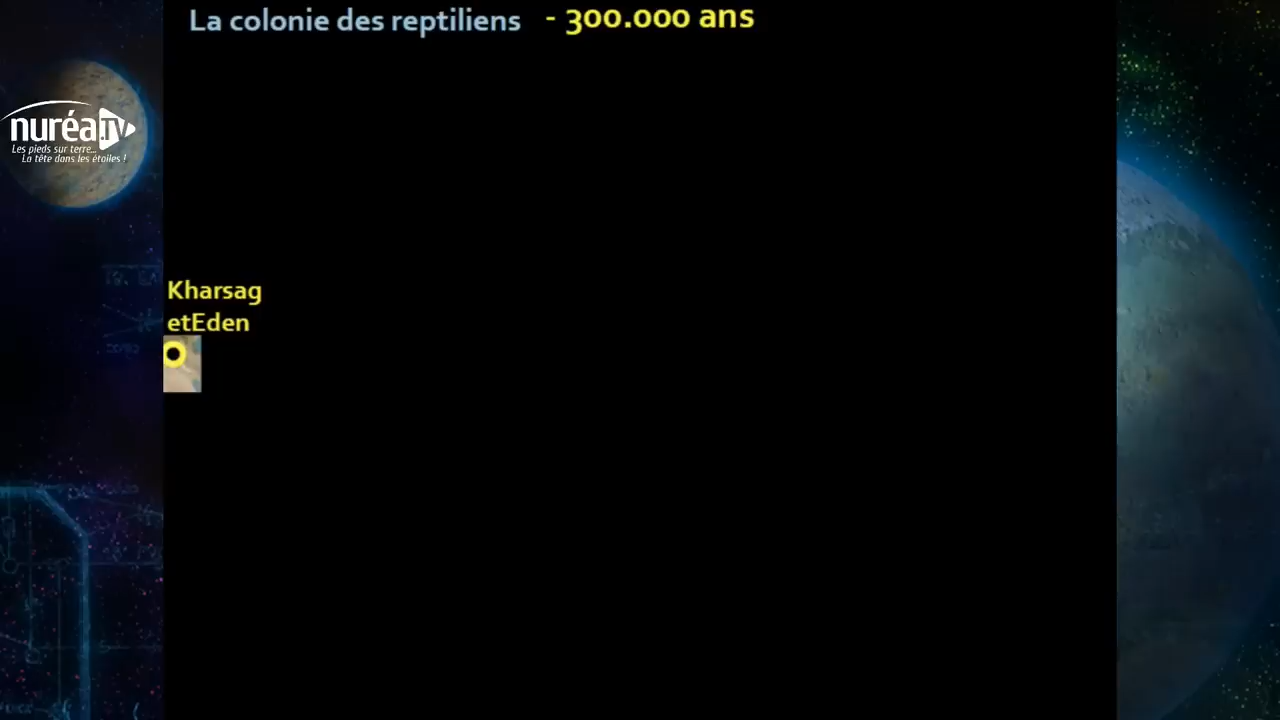 La colonie des reptiliens - 300.000 ans
nuréa.TV
Les pieds sur terre...
La tête dans les étoiles !
Kharsag
etEden